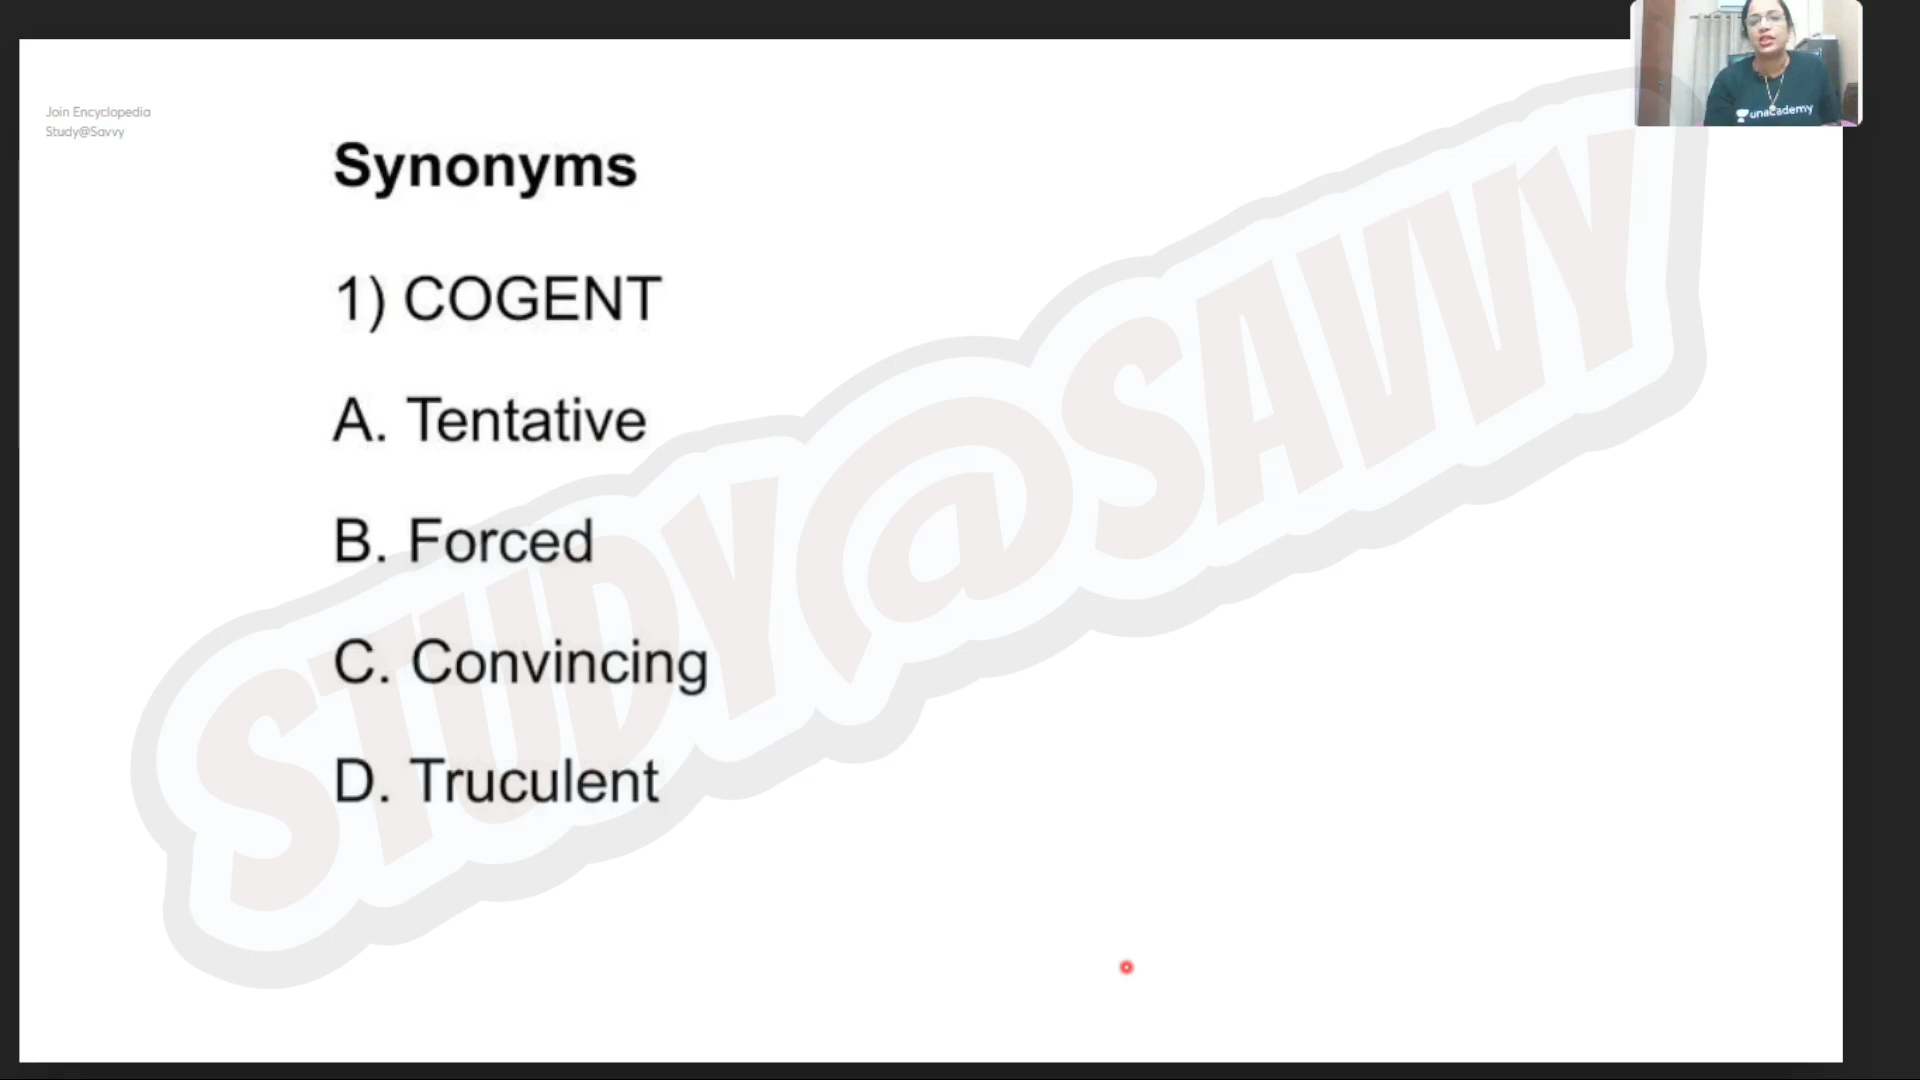 Join Encyclopedia
Study@Savvy
unacademy
Synonyms
1) COGENT
A. Tentative
B. Forced
C. Convincing
D. Truculent
STUDY@SAVVY